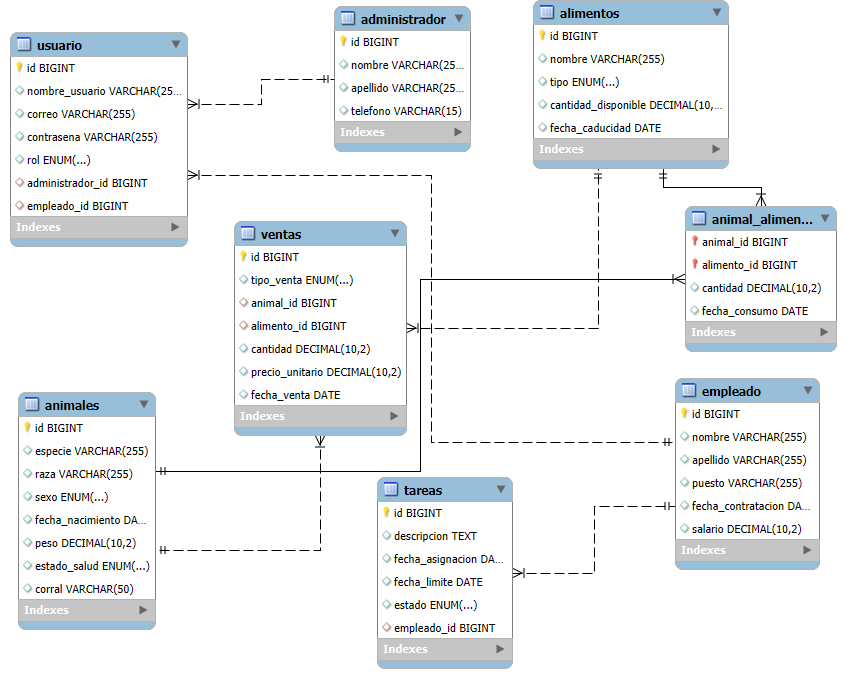 usuario
id BIGINT
nombre_usuario VARCHAR(25...
correo VARCHAR(255)
contrasena VARCHAR(255)
rol ENUM(...)
administrador_id BIGINT
empleado_id BIGINT
Indexes
administrador
id BIGINT
nombre VARCHAR(25...
apellido VARCHAR(25...
telefono VARCHAR(15)
Indexes
alimentos
id BIGINT
nombre VARCHAR(255)
tipo ENUM(...)
cantidad_disponible DECIMAL(10,...
fecha_caducidad DATE
Indexes
ventas
id BIGINT
tipo_venta ENUM(...)
animal_id BIGINT
alimento_id BIGINT
cantidad DECIMAL(10,2)
precio_unitario DECIMAL(10,2)
fecha_venta DATE
Indexes
animal_alimen...
animal_id BIGINT
alimento_id BIGINT
cantidad DECIMAL(10,2)
fecha_consumo DATE
Indexes
animales
id BIGINT
especie VARCHAR(255)
raza VARCHAR(255)
sexo ENUM(...)
fecha_nacimiento DA...
peso DECIMAL(10,2)
estado_salud ENUM(...)
corral VARCHAR(50)
Indexes
tareas
id BIGINT
descripcion TEXT
fecha_asignacion DA...
fecha_limite DATE
estado ENUM(...)
empleado_id BIGINT
Indexes
empleado
id BIGINT
nombre VARCHAR(255)
apellido VARCHAR(255)
puesto VARCHAR(255)
fecha_contratacion DA...
salario DECIMAL(10,2)
Indexes